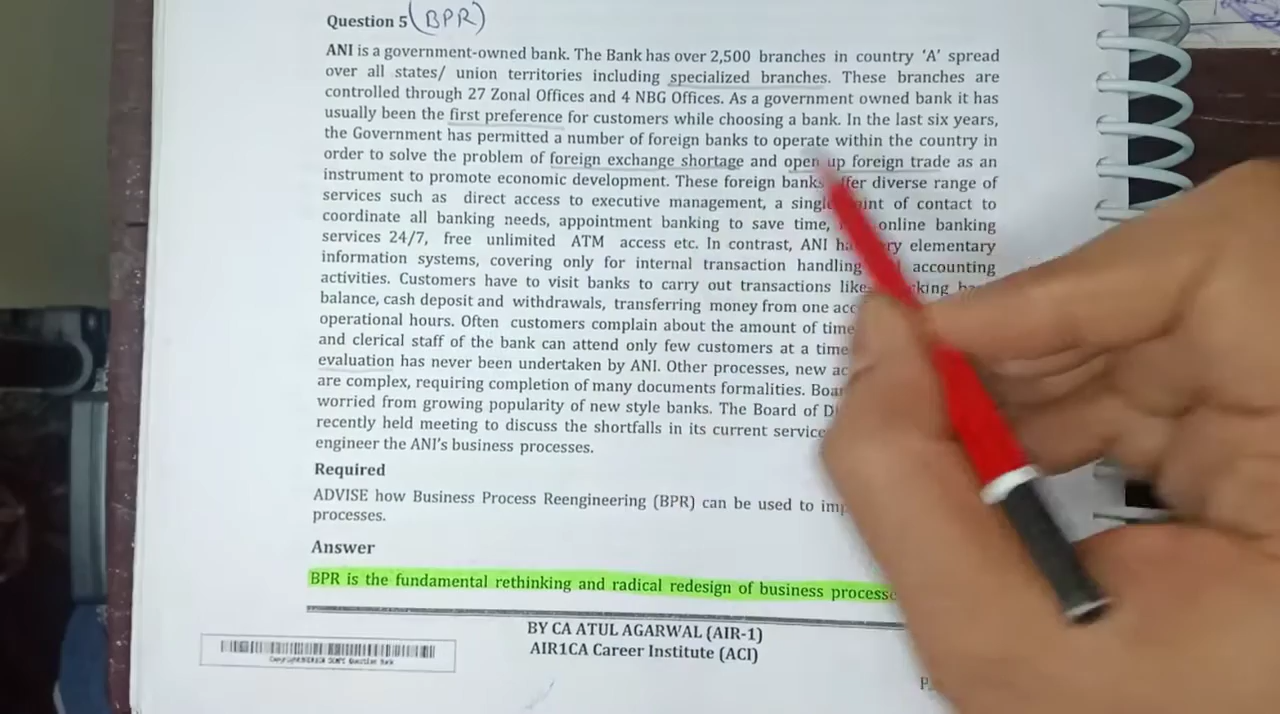 Question 5 (BPR)
ANI is a government-owned bank. The Bank has over 2,500 branches in country ‘A’ spread
over all states/ union territories including specialized branches. These branches are
controlled through 27 Zonal Offices and 4 NBG Offices. As a government owned bank it has
usually been the first preference for customers while choosing a bank. In the last six years,
the Government has permitted a number of foreign banks to operate within the country in
order to solve the problem of foreign exchange shortage and open up foreign trade as an
instrument to promote economic development. These foreign banks diverse range of
services such as direct access to executive management, a of contact to
coordinate all banking needs, appointment banking to save time, online banking
services 24/7, free unlimited ATM access etc. In contrast, ANI elementary
information systems, covering only for internal transaction handling accounting
activities. Customers have to visit banks to carry out transactions like
balance, cash deposit and withdrawals, transferring money from one
operational hours. Often customers complain about the amount of time
and clerical staff of the bank can attend only few customers at a time
evaluation has never been undertaken by ANI. Other processes, new
are complex, requiring completion of many documents formalities.
worried from growing popularity of new style banks. The Board of
recently held meeting to discuss the shortfalls in its current
engineer the ANI’s business processes.
Required
ADVISE how Business Process Reengineering (BPR) can be used to
processes.
Answer
BPR is the fundamental rethinking and radical redesign of business
BY CA ATUL AGARWAL (AIR-1)
AIR1CA Career Institute (ACI)